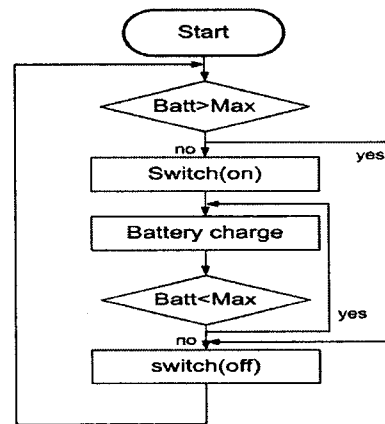 Start
Batt>Max
no
yes
Switch(on)
Battery charge
Batt<Max
yes
no
switch(off)